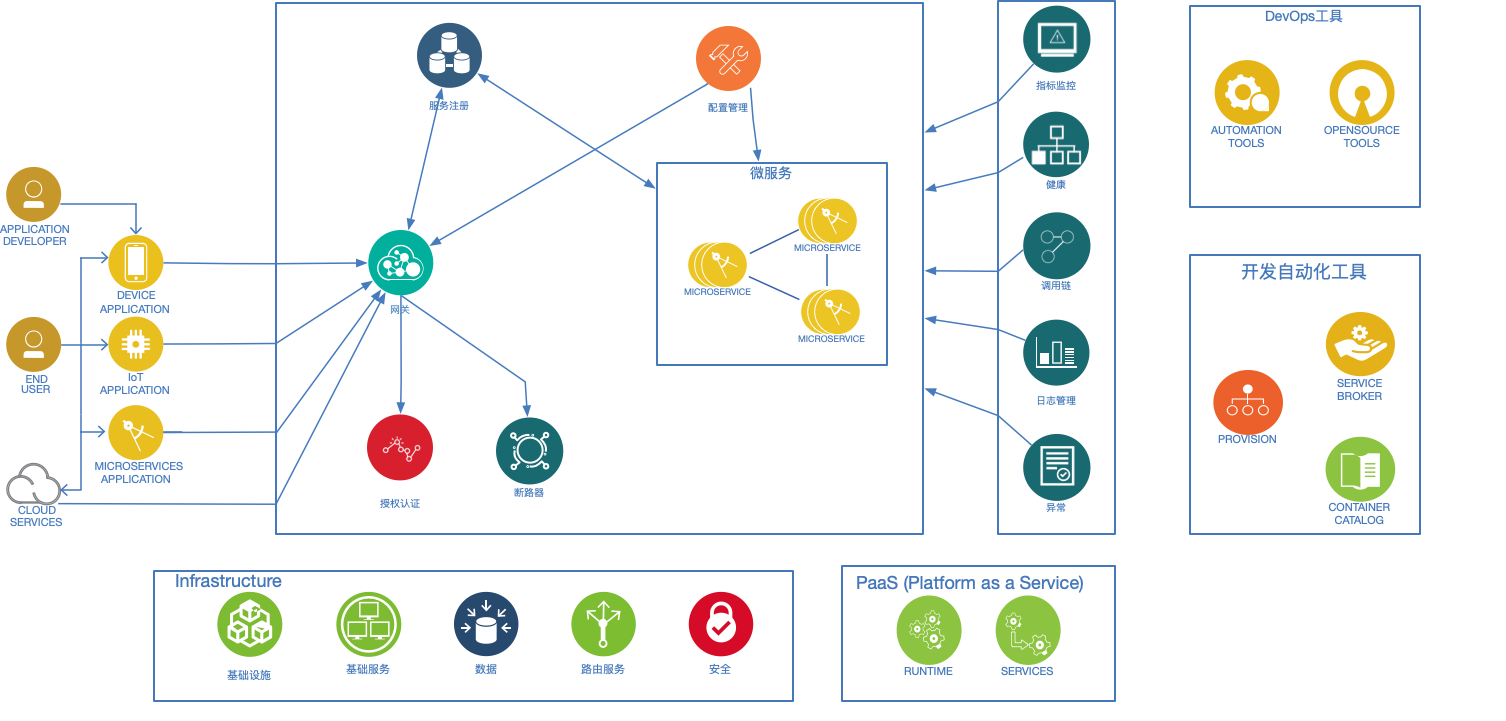 APPLICATION
DEVELOPER
END
USER
CLOUD
SERVICES
DEVICE
APPLICATION
IoT
APPLICATION
MICROSERVICES
APPLICATION
服务注册
配置管理
网关
授权认证
断路器
微服务
MICROSERVICE
MICROSERVICE
MICROSERVICE
指标监控
健康
调用链
日志管理
异常
DevOps工具
AUTOMATION
TOOLS
OPENSOURCE
TOOLS
开发自动化工具
SERVICE
BROKER
PROVISION
CONTAINER
CATALOG
Infrastructure
基础设施
基础服务
数据
路由服务
安全
PaaS (Platform as a Service)
RUNTIME
SERVICES